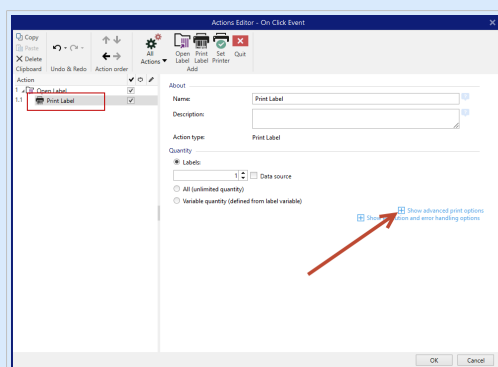 Actions Editor - On Click Event
Copy
Paste
Delete
Clipboard
Undo & Redo
Action order
All
Actions
Open
Label
Print
Label
Set
Printer
Quit
Add
Action
1 Open Label
1.1 Print Label
About
Name: Print Label
Description:
Action type: Print Label
Quantity
Labels:
1 Data source
All (unlimited quantity)
Variable quantity (defined from label variable)
Show advanced print options
Show and error handling options
OK Cancel